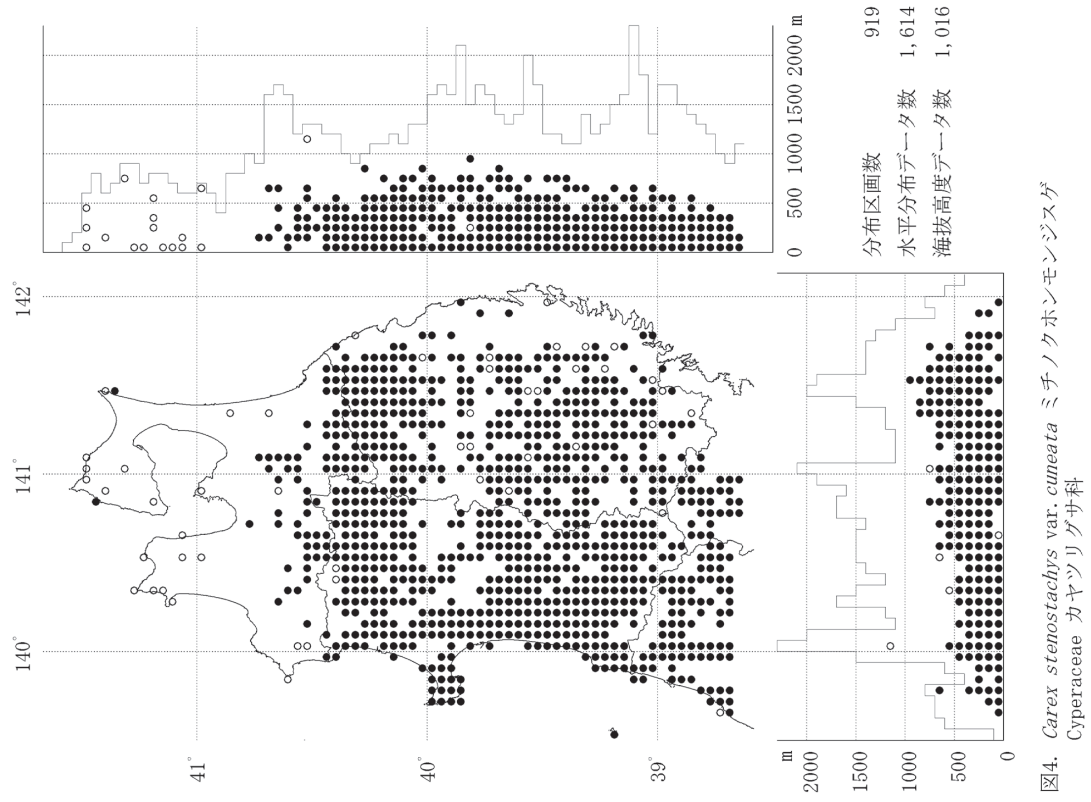 142°
141°
140°
41°
40°
39°
0 500 1000 1500 2000 m
m
2000
1500
1000
500
0
分布区画数 919
水平分布データ数 1,614
海抜高度データ数 1,016
図4. Carex stenostachys var. cuneata ミチノクホンモンジスゲ
Cyperaceae カヤツリグサ科